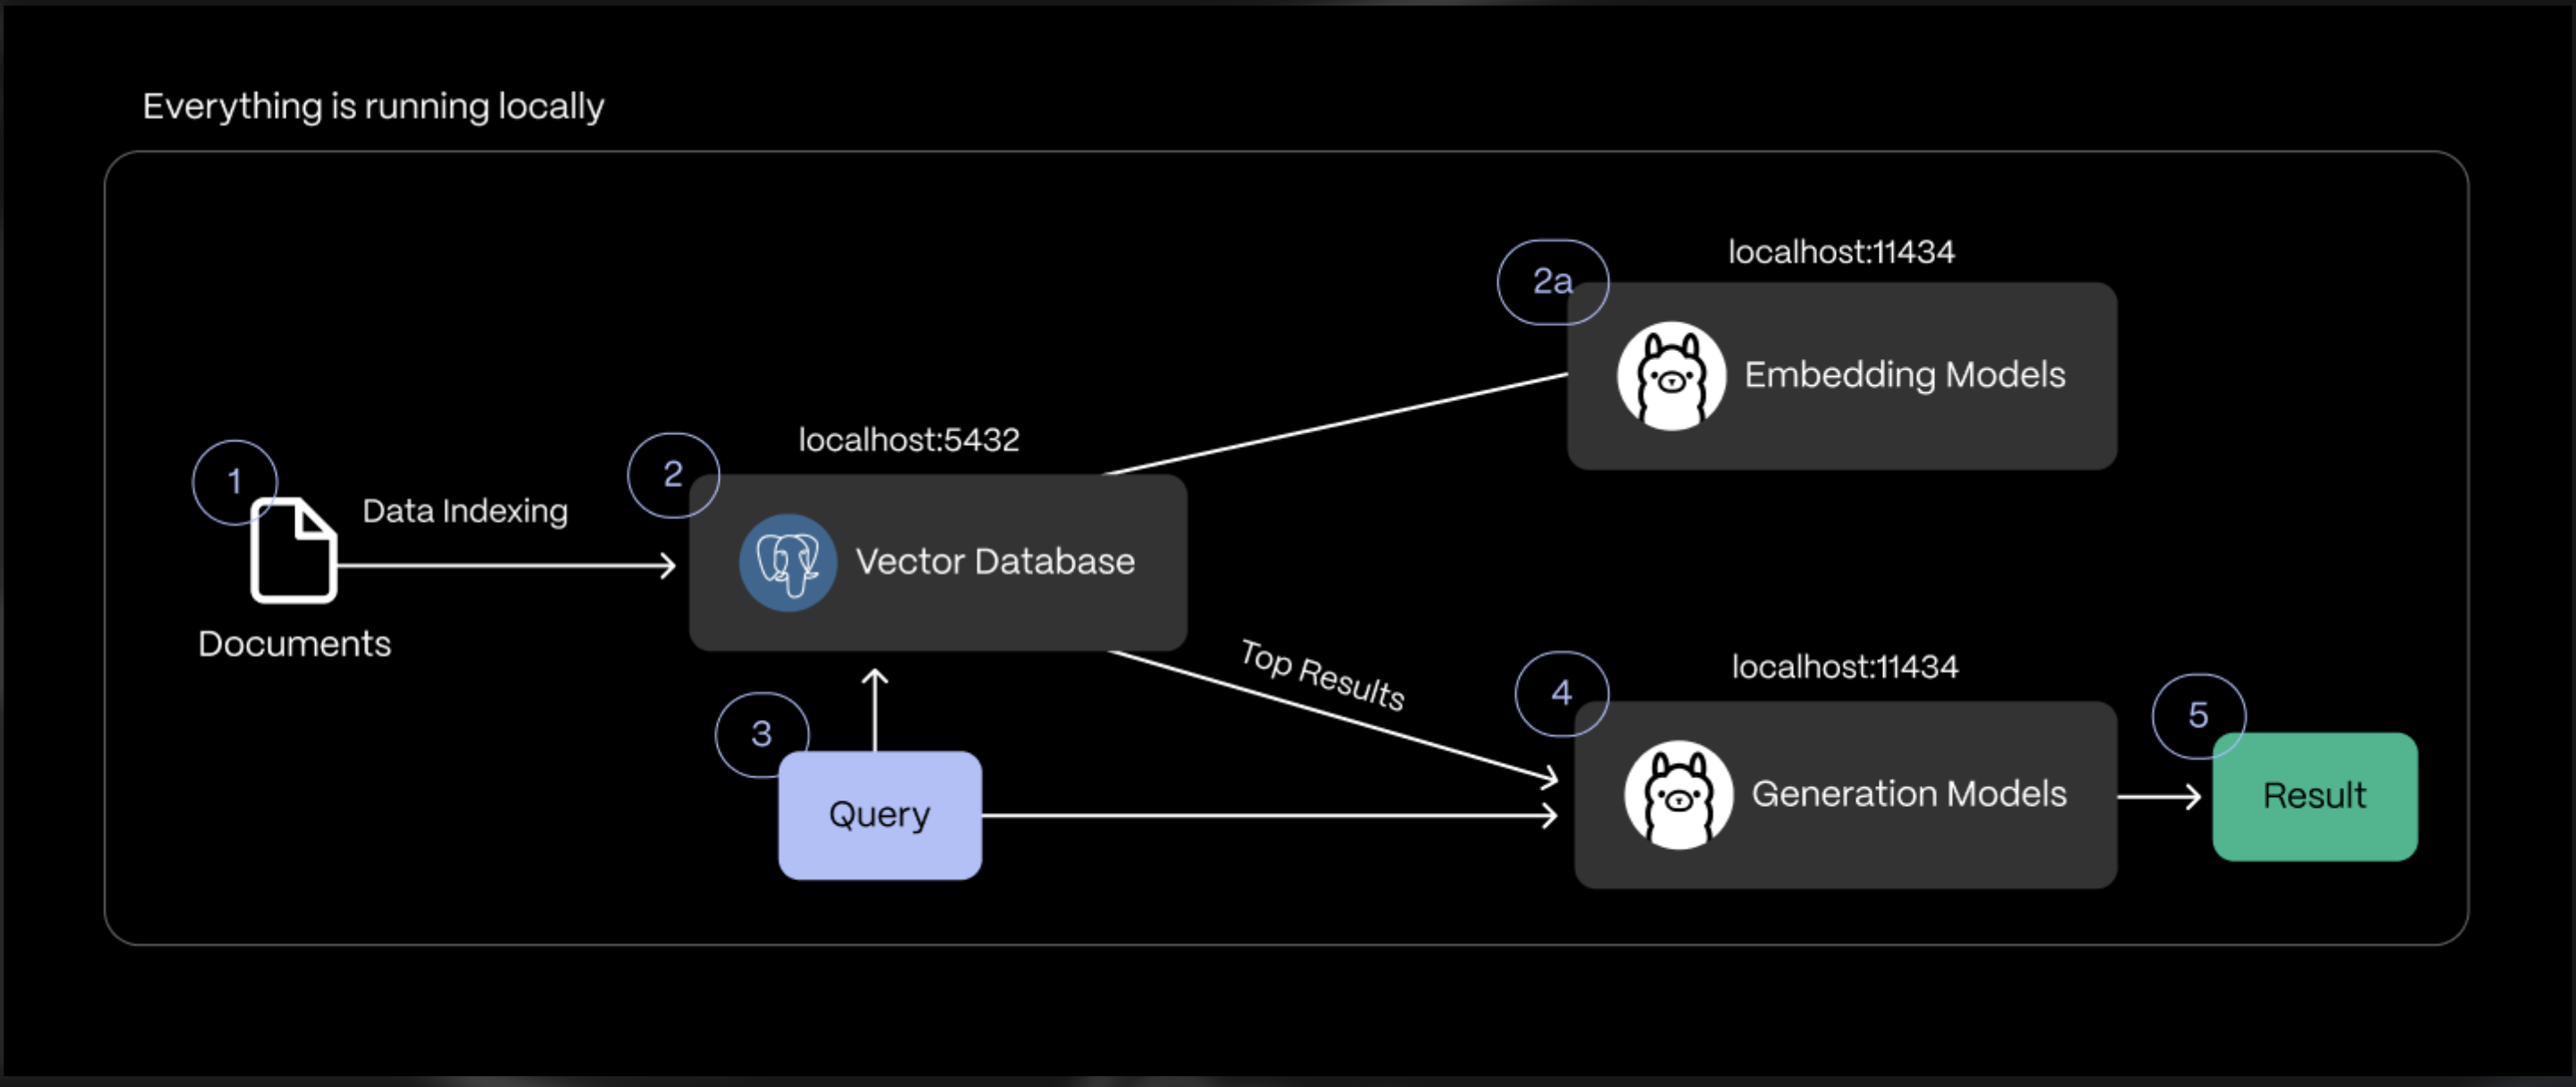 Everything is running locally
2a
localhost:11434
Embedding Models
1
Data Indexing
Documents
2
localhost:5432
Vector Database
Top Results
3
Query
4
localhost:11434
Generation Models
5
Result